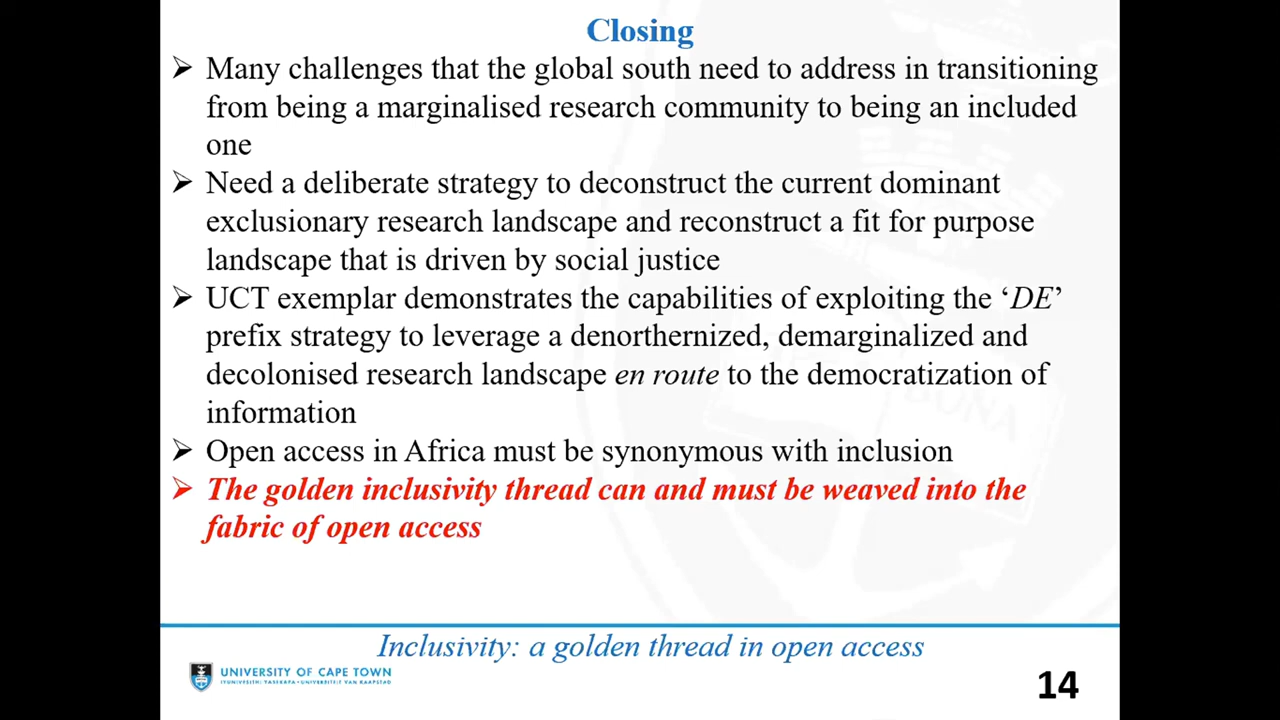 Closing
➢ Many challenges that the global south need to address in transitioning
from being a marginalised research community to being an included
one
➢ Need a deliberate strategy to deconstruct the current dominant
exclusionary research landscape and reconstruct a fit for purpose
landscape that is driven by social justice
➢ UCT exemplar demonstrates the capabilities of exploiting the ‘DE’
prefix strategy to leverage a denorthernized, demarginalized and
decolonised research landscape en route to the democratization of
information
➢ Open access in Africa must be synonymous with inclusion
➢ The golden inclusivity thread can and must be weaved into the
fabric of open access
Inclusivity: a golden thread in open access
UNIVERSITY OF CAPE TOWN
IYUNIVESITHI YASEKAPA • UNIVERSITEIT VAN KAAPSTAD
14